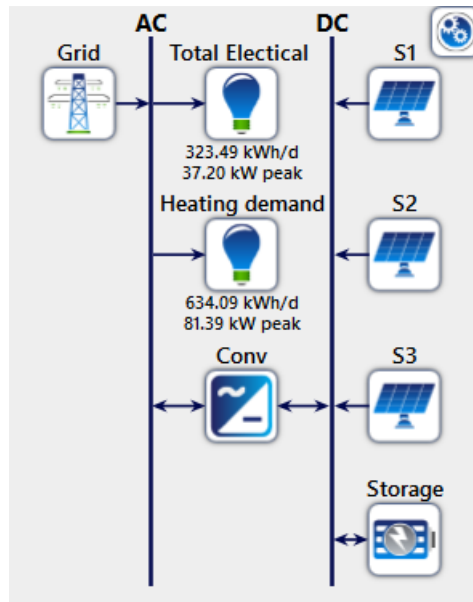 AC DC
Grid Total Electrical S1
323.49 kWh/d
37.20 kW peak
Heating demand S2
634.09 kWh/d
81.39 kW peak
Conv S3
Storage